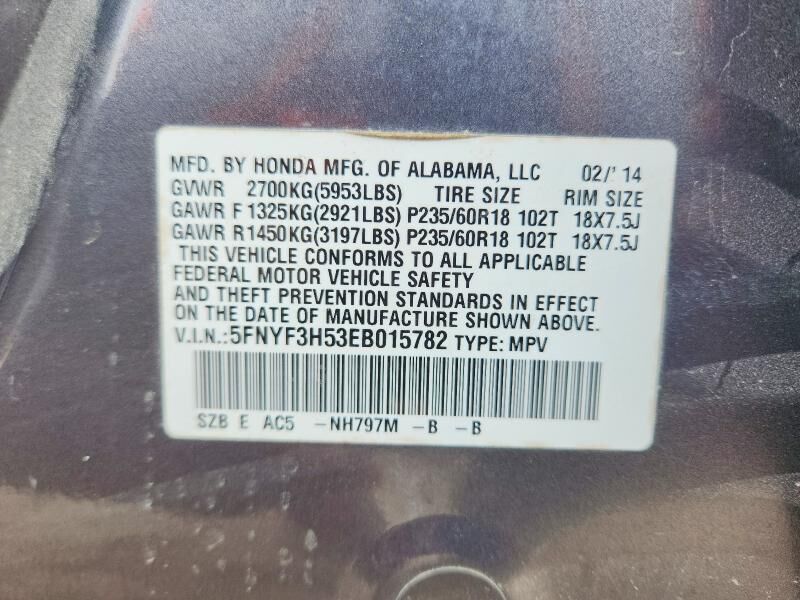 MFD. BY HONDA MFG. OF ALABAMA, LLC 02/'14
GVWR 2700KG(5953LBS) TIRE SIZE RIM SIZE
GAWR F 1325KG(2921LBS) P235/60R18 102T 18X7.5J
GAWR R1450KG(3197LBS) P235/60R18 102T 18X7.5J
THIS VEHICLE CONFORMS TO ALL APPLICABLE
FEDERAL MOTOR VEHICLE SAFETY
AND THEFT PREVENTION STANDARDS IN EFFECT
ON THE DATE OF MANUFACTURE SHOWN ABOVE.
V.I.N.:5FNYF3H53EB015782 TYPE: MPV
SZB E AC5 -NH797M -B -B